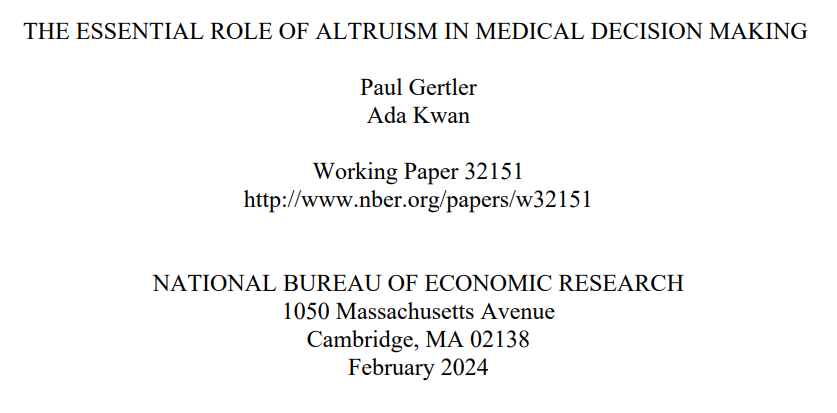 THE ESSENTIAL ROLE OF ALTRUISM IN MEDICAL DECISION MAKING
Paul Gertler
Ada Kwan
Working Paper 32151
http://www.nber.org/papers/w32151
NATIONAL BUREAU OF ECONOMIC RESEARCH
1050 Massachusetts Avenue
Cambridge, MA 02138
February 2024